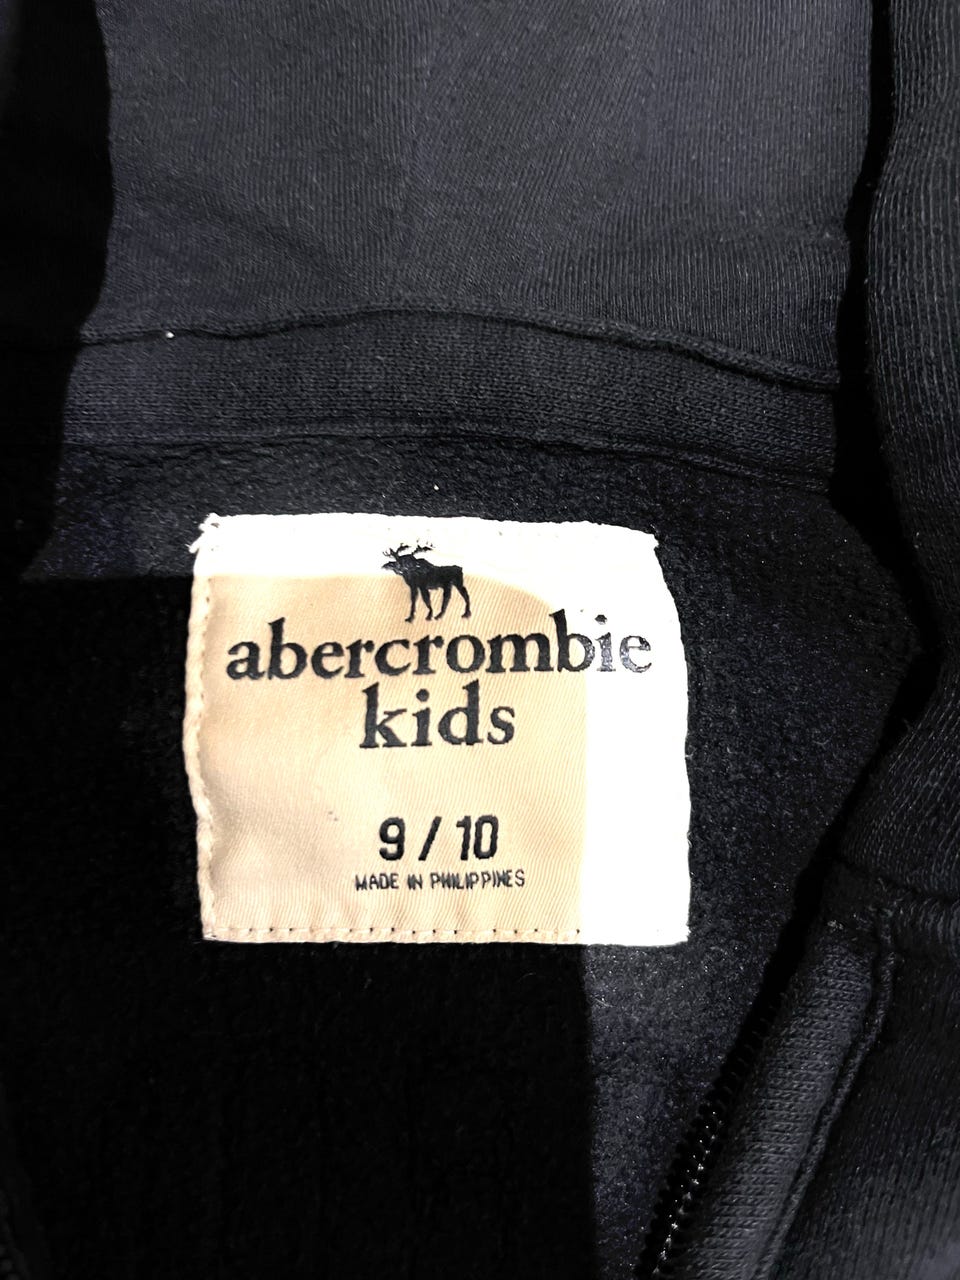 abercrombie
kids
9 / 10
MADE IN PHILIPPINES